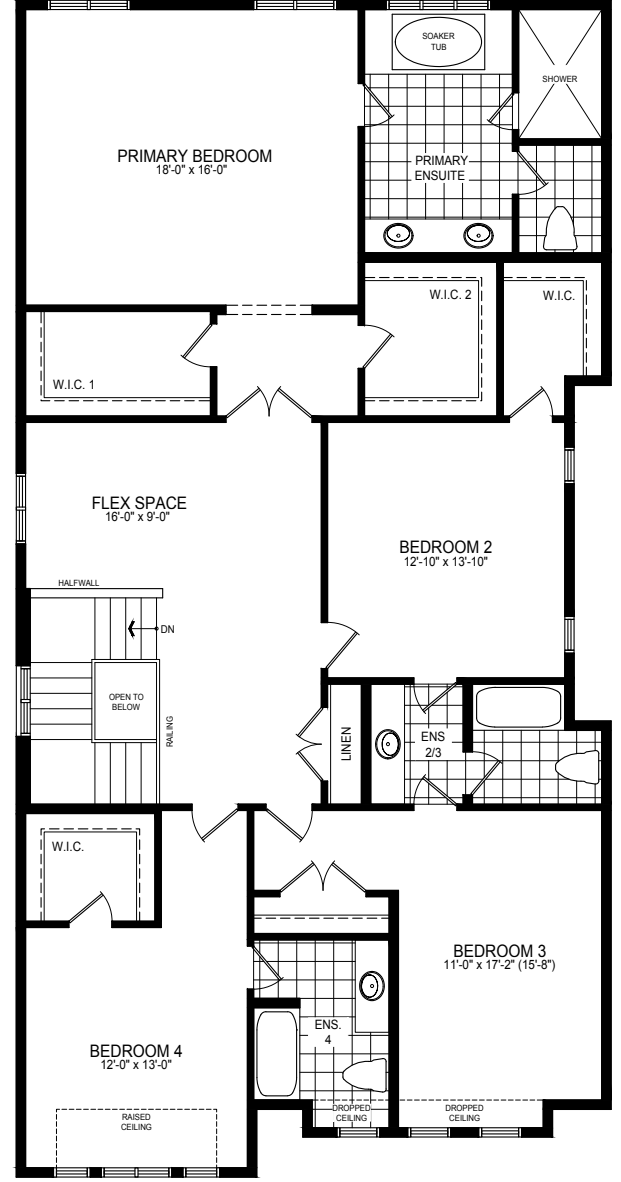 SOAKER
TUB
SHOWER
PRIMARY BEDROOM
18'-0" x 16'-0"
PRIMARY
ENSUITE
W.I.C. 2
W.I.C.
W.I.C. 1
FLEX SPACE
16'-0" x 9'-0"
BEDROOM 2
12'-10" x 13'-10"
HALFWALL
DN
OPEN TO
BELOW
RAILING
LINEN
ENS
2/3
W.I.C.
BEDROOM 3
11'-0" x 17'-2" (15'-8")
ENS.
4
BEDROOM 4
12'-0" x 13'-0"
RAISED
CEILING
DROPPED
CEILING
DROPPED
CEILING